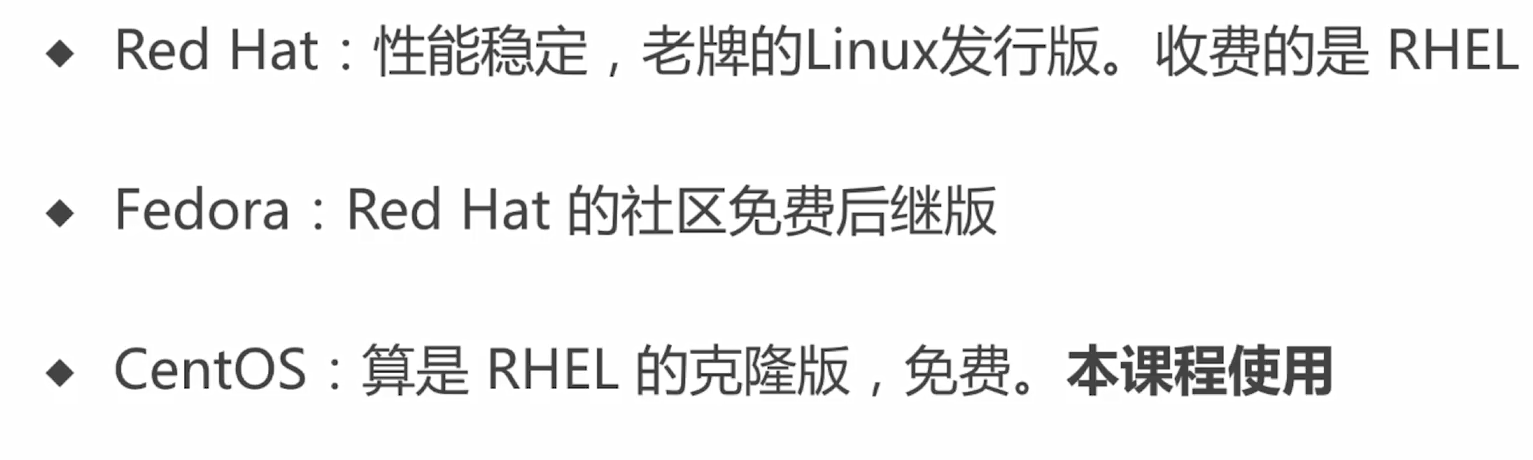 ◆ Red Hat：性能稳定，老牌的Linux发行版。收费的是 RHEL
◆ Fedora：Red Hat 的社区免费后继版
◆ CentOS：算是 RHEL 的克隆版，免费。本课程使用